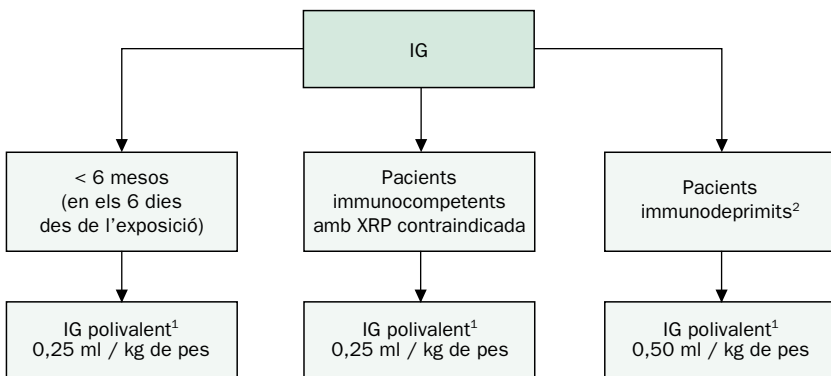 IG
< 6 mesos
(en els 6 dies
des de l’exposició)
Pacients
immunocompetents
amb XRP contraindicada
Pacients
immunodeprimits²
IG polivalent¹
0,25 ml / kg de pes
IG polivalent¹
0,25 ml / kg de pes
IG polivalent¹
0,50 ml / kg de pes